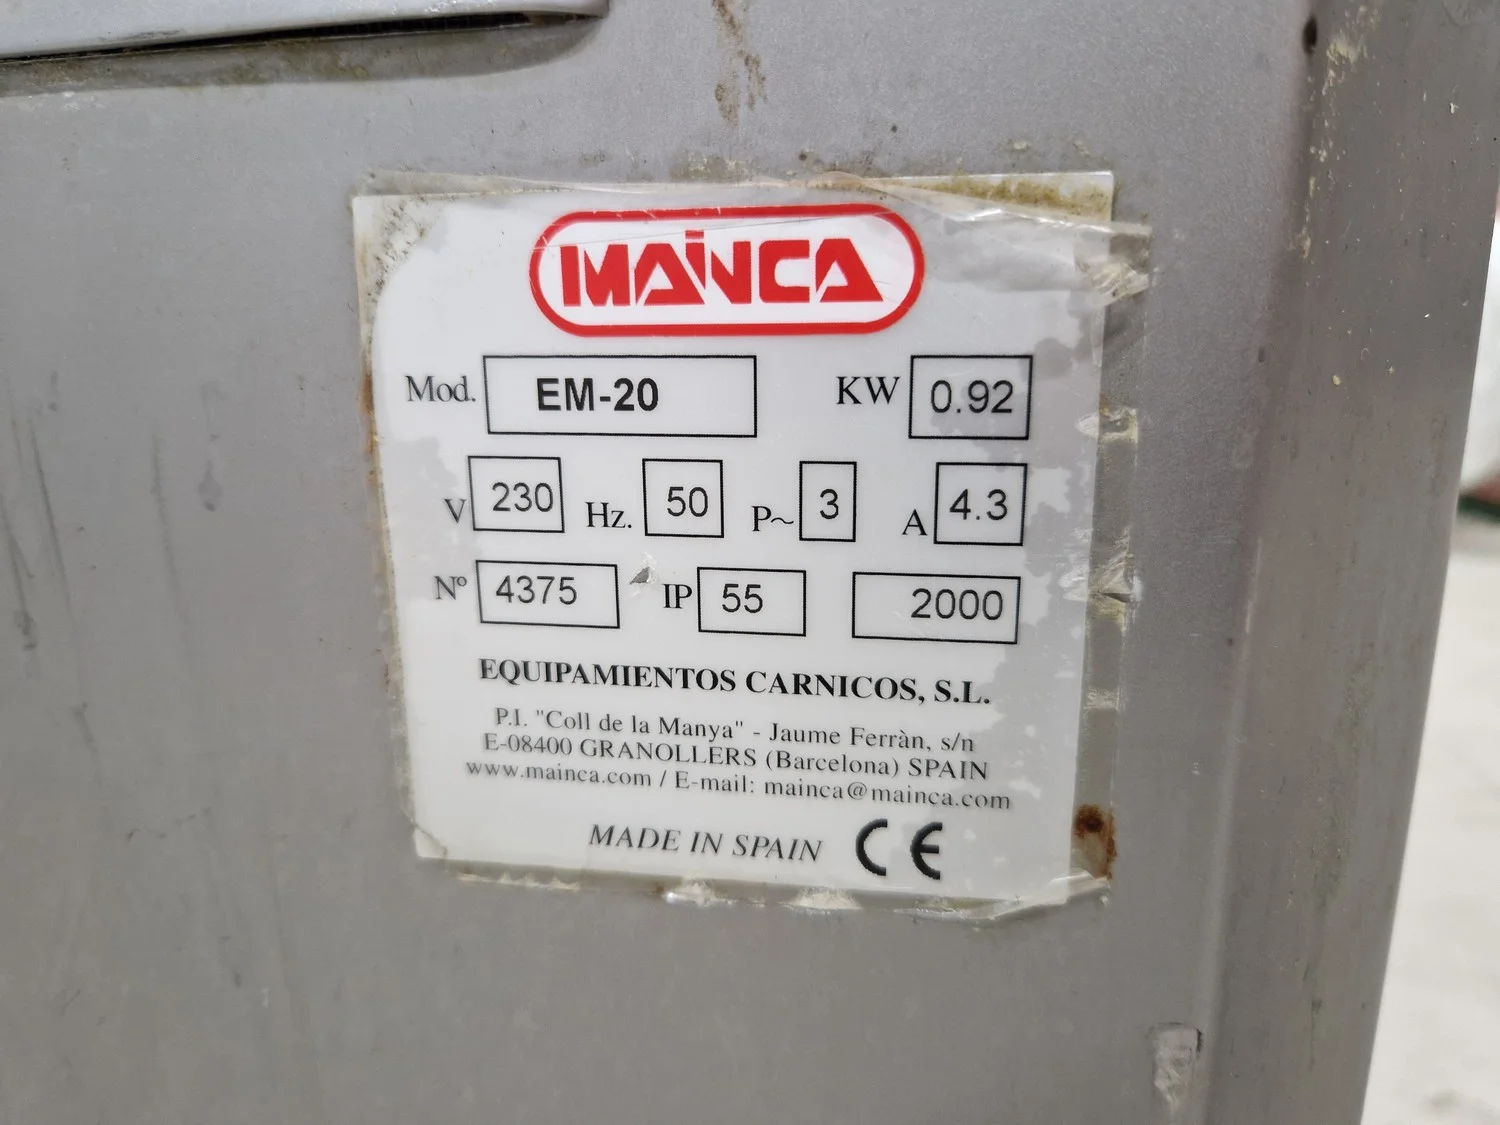 MAINCA
Mod. EM-20 KW 0.92
V 230 Hz. 50 P~ 3 A 4.3
Nº 4375 IP 55 2000
EQUIPAMIENTOS CARNICOS, S.L.
P.I. "Coll de la Manya" - Jaume Ferràn, s/n
E-08400 GRANOLLERS (Barcelona) SPAIN
www.mainca.com / E-mail: mainca@mainca.com
MADE IN SPAIN CE